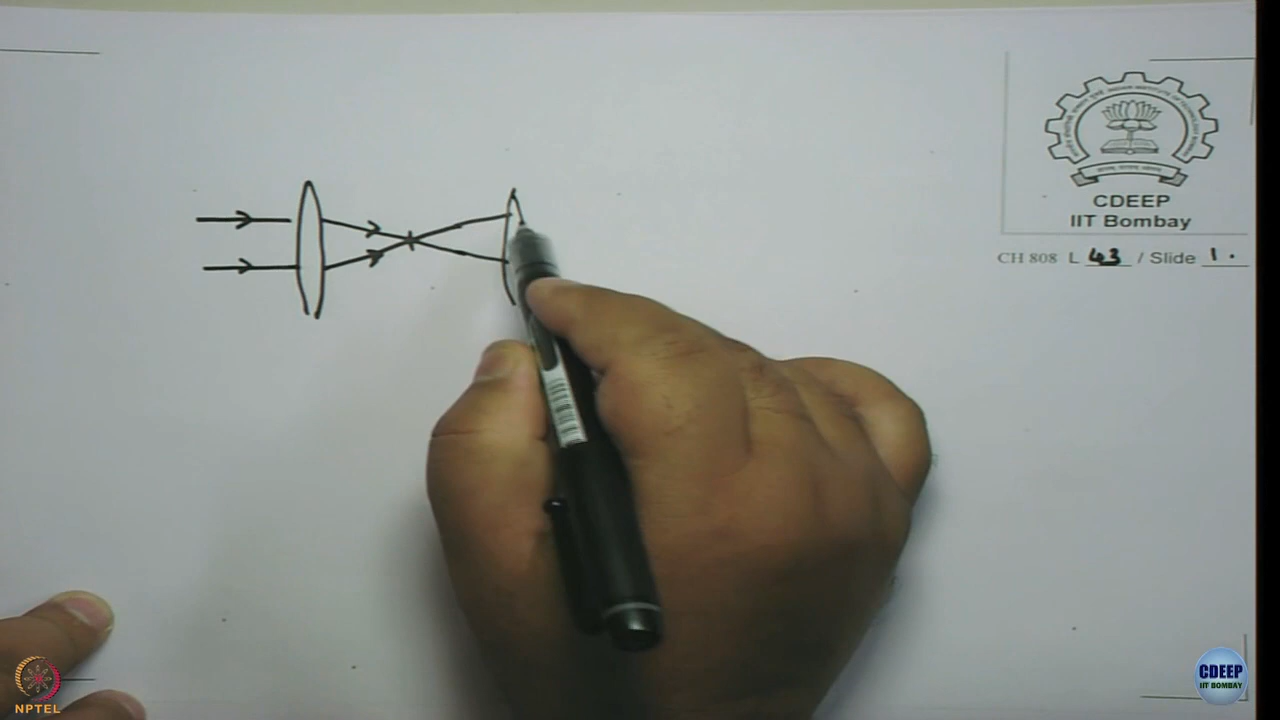 CDEEP
IIT Bombay
CH 808 L 43 / Slide 1.
NPTEL
CDEEP
IIT BOMBAY